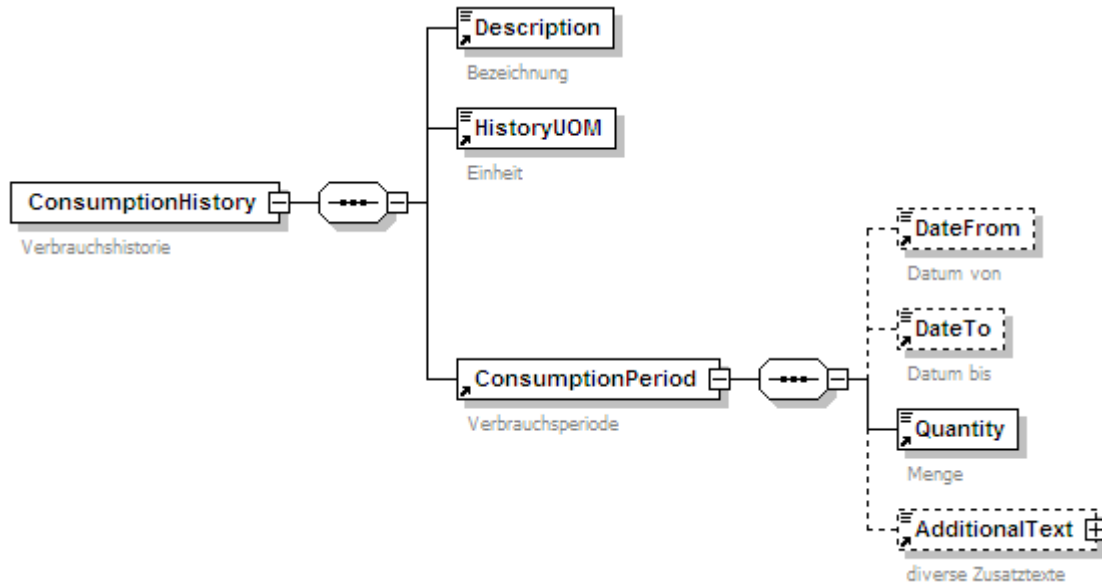 Description
Bezeichnung
HistoryUOM
Einheit
ConsumptionHistory
Verbrauchshistorie
DateFrom
Datum von
DateTo
Datum bis
ConsumptionPeriod
Verbrauchsperiode
Quantity
Menge
AdditionalText
diverse Zusatztexte